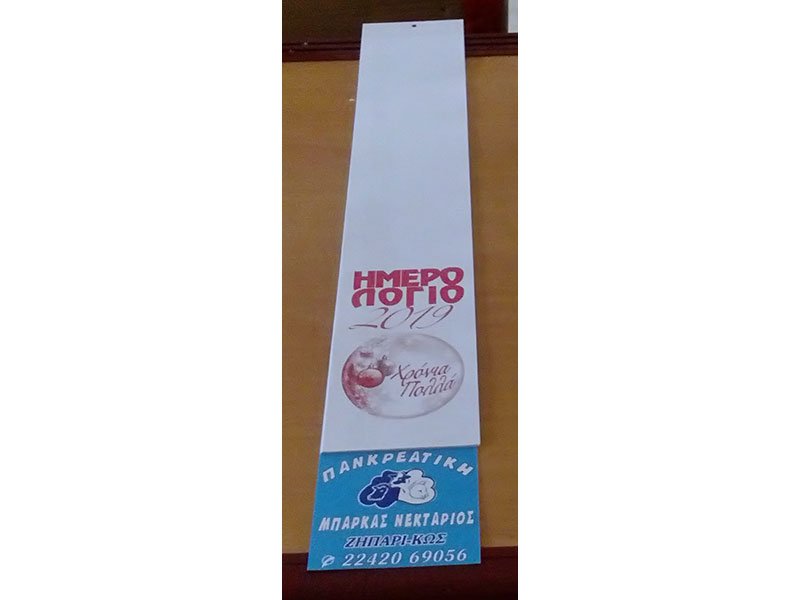 ΗΜΕΡΟ
ΛΟΓΙΟ
2019
Χρόνια
Πολλά
ΠΑΝΚΡΕΑΤΙΚΗ
ΜΠΑΡΚΑΣ ΝΕΚΤΑΡΙΟΣ
ΖΗΠΑΡΙ-ΚΩΣ
✆ 22420 69056